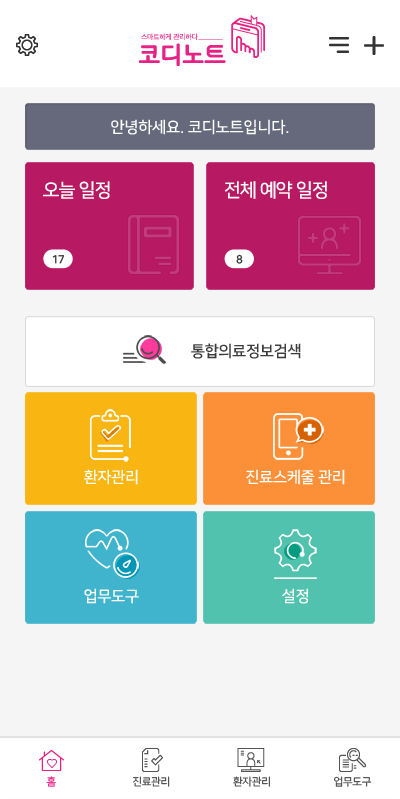 스마트하게 관리하다
코디노트
안녕하세요. 코디노트입니다.
오늘 일정
전체 예약 일정
17
8
통합의료정보검색
환자관리
진료스케줄 관리
업무도구
설정
홈
진료관리
환자관리
업무도구